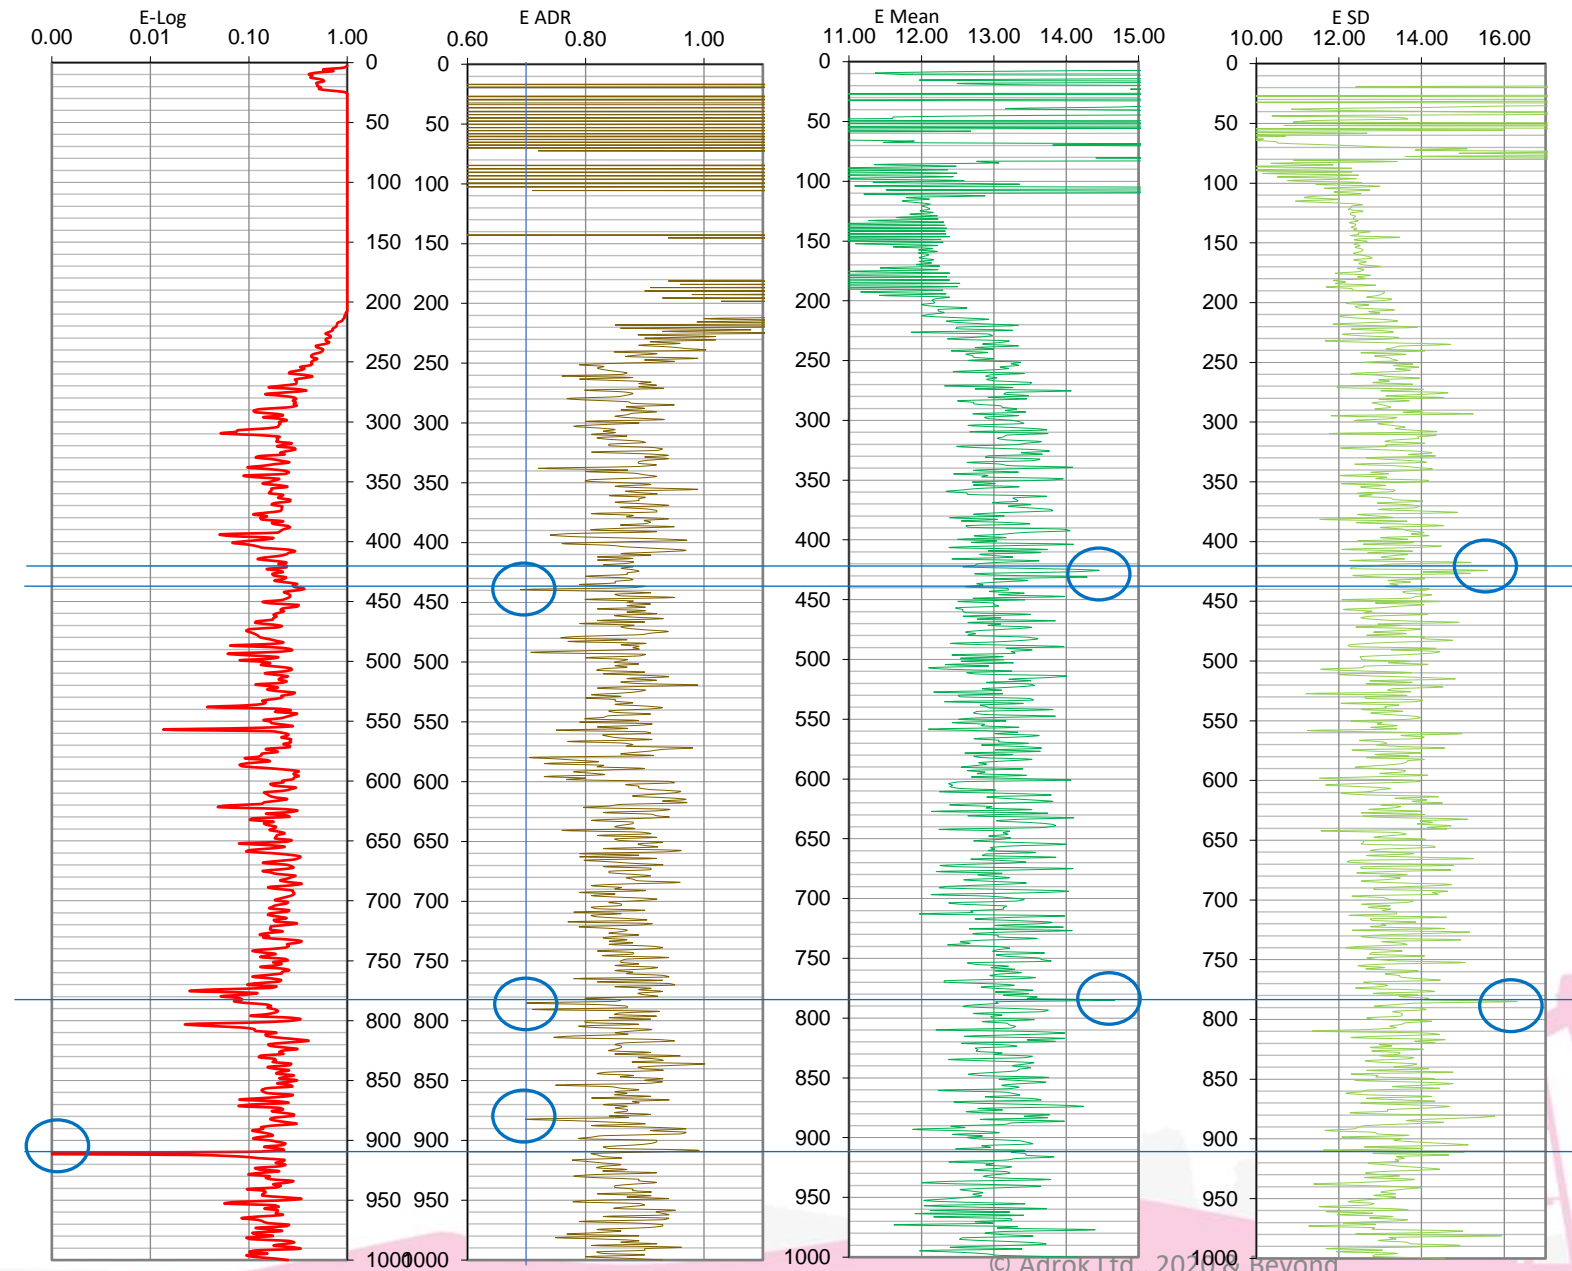 E-Log E ADR E Mean E SD
0.00 0.01 0.10 1.00 0.60 0.80 1.00 11.00 12.00 13.00 14.00 15.00 10.00 12.00 14.00 16.00
0 0 0 0
50 50 50 50
100 100 100 100
150 150 150 150
200 200 200 200
250 250 250 250
300 300 300 300
350 350 350 350
400 400 400 400
450 450 450 450
500 500 500 500
550 550 550 550
600 600 600 600
650 650 650 650
700 700 700 700
750 750 750 750
800 800 800 800
850 850 850 850
900 900 900 900
950 950 950 950
1000 1000 1000 1000
© Adrok Ltd. 2020 & Beyond